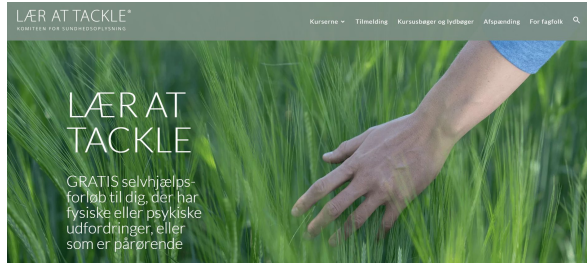 LÆR AT TACKLE®
KOMITEEN FOR SUNDHEDSOPLYSNING
Kurserne Tilmelding Kursusbøger og lydbøger Afspænding For fagfolk
LÆR AT
TACKLE
GRATIS selvhjælps-
forløb til dig, der har
fysiske eller psykiske
udfordringer, eller
som er pårørende